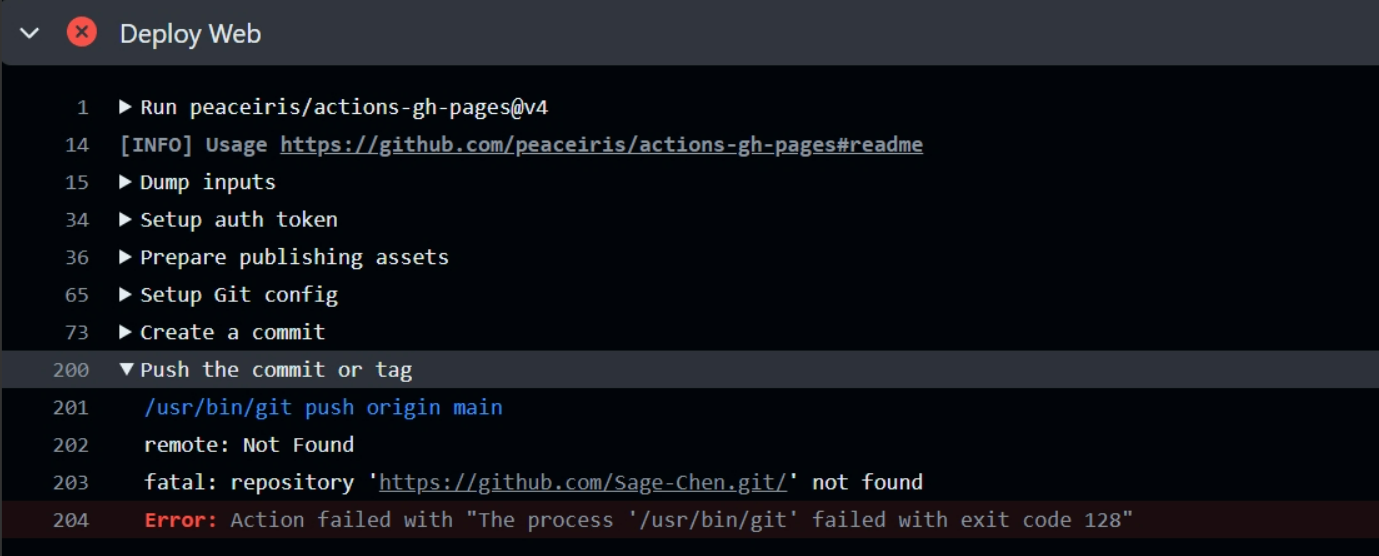 Deploy Web
1 ▶ Run peaceiris/actions-gh-pages@v4
14 [INFO] Usage https://github.com/peaceiris/actions-gh-pages#readme
15 ▶ Dump inputs
34 ▶ Setup auth token
36 ▶ Prepare publishing assets
65 ▶ Setup Git config
73 ▶ Create a commit
200 ▼ Push the commit or tag
201 /usr/bin/git push origin main
202 remote: Not Found
203 fatal: repository 'https://github.com/Sage-Chen.git/' not found
204 Error: Action failed with "The process '/usr/bin/git' failed with exit code 128"